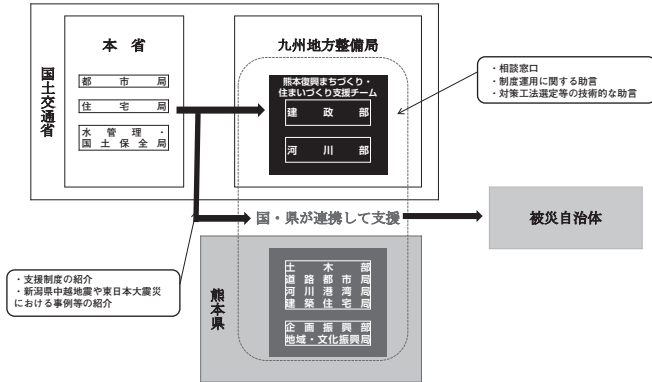 国土交通省
本省
都市局
住宅局
水管理・
国土保全局
九州地方整備局
熊本復興まちづくり・
住まいづくり支援チーム
建政部
河川部
・相談窓口
・制度運用に関する助言
・対策工法選定等の技術的な助言
国・県が連携して支援
被災自治体
・支援制度の紹介
・新潟県中越地震や東日本大震災
における事例等の紹介
熊本県
土木部
道路都市局
河川港湾局
建築住宅局
企画振興部
地域・文化振興局